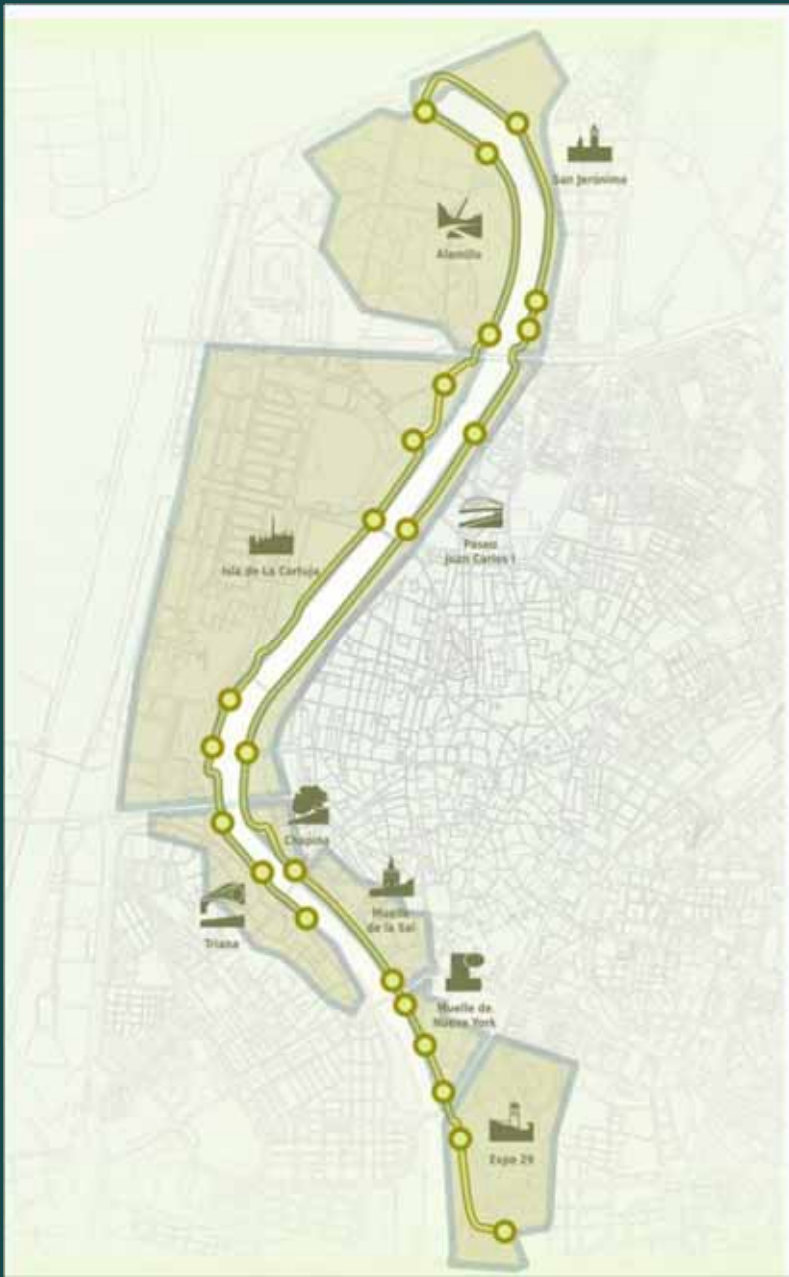 San Jerónimo
Alamillo
Isla de La Cartuja
Paseo
Juan Carlos I
Chapina
Muelle
de la Sal
Triana
Muelle de
Nueva York
Expo 29